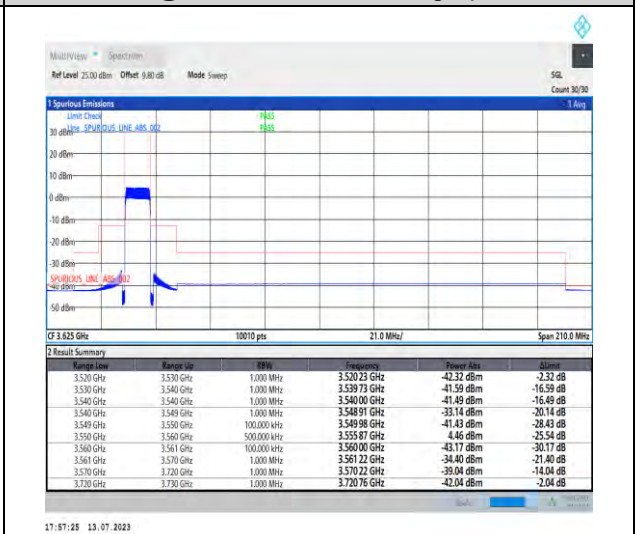 MultiView Spectrum
Ref Level 25.00 dBm Offset 9.80 dB Mode Sweep SGL
Count 30/30
1 Spurious Emissions 1 Avg
Limit Check PASS
Line _SPURIOUS_LINE_ABS_002 PASS
30 dBm
20 dBm
10 dBm
0 dBm
-10 dBm
-20 dBm
-30 dBm
SPURIOUS_LINE_ABS_002
-40 dBm
-50 dBm
CF 3.625 GHz 10010 pts 21.0 MHz/ Span 210.0 MHz
2 Result Summary
Range Low Range Up RBW Frequency Power Abs ΔLimit
3.520 GHz 3.530 GHz 1.000 MHz 3.520 23 GHz -42.32 dBm -2.32 dB
3.530 GHz 3.540 GHz 1.000 MHz 3.539 73 GHz -41.59 dBm -16.59 dB
3.540 GHz 3.540 GHz 1.000 MHz 3.540 00 GHz -41.49 dBm -16.49 dB
3.540 GHz 3.549 GHz 1.000 MHz 3.548 91 GHz -33.14 dBm -20.14 dB
3.549 GHz 3.550 GHz 100.000 kHz 3.549 98 GHz -41.43 dBm -28.43 dB
3.550 GHz 3.560 GHz 500.000 kHz 3.555 87 GHz 4.46 dBm -25.54 dB
3.560 GHz 3.561 GHz 100.000 kHz 3.560 00 GHz -43.17 dBm -30.17 dB
3.561 GHz 3.570 GHz 1.000 MHz 3.561 22 GHz -34.40 dBm -21.40 dB
3.570 GHz 3.720 GHz 1.000 MHz 3.570 22 GHz -39.04 dBm -14.04 dB
3.720 GHz 3.730 GHz 1.000 MHz 3.720 76 GHz -42.04 dBm -2.04 dB
17:57:25 13.07.2023